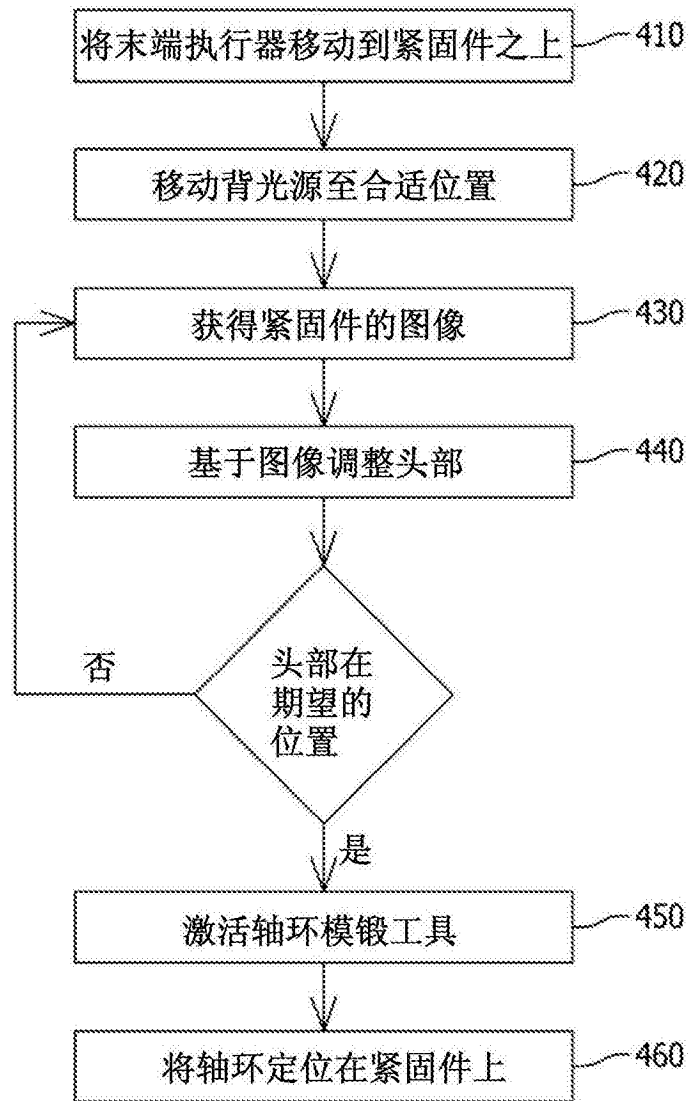 将末端执行器移动到紧固件之上
410
移动背光源至合适位置
420
获得紧固件的图像
430
基于图像调整头部
440
头部在
期望的
位置
否
是
激活轴环模锻工具
450
将轴环定位在紧固件上
460